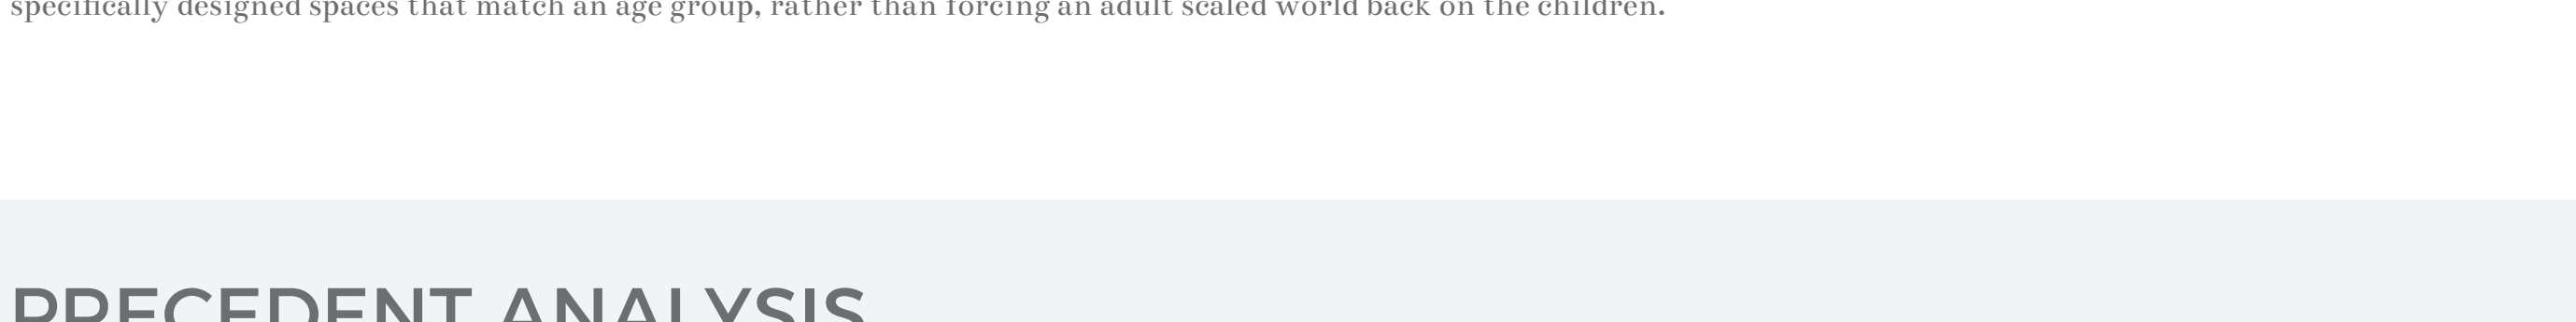 specifically designed spaces that match an age group, rather than forcing an adult scaled world back on the children.
PRECEDENT ANALYSIS